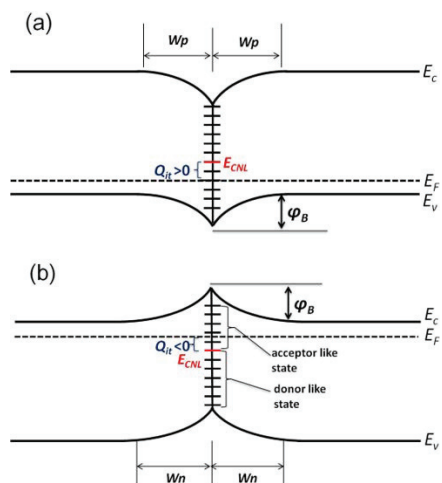 (a)
Wp Wp
Ec
Qit>0
ECNL
EF
Ev
φB
(b)
φB
Ec
EF
Qit<0
ECNL
acceptor like
state
donor like
state
Ev
Wn Wn